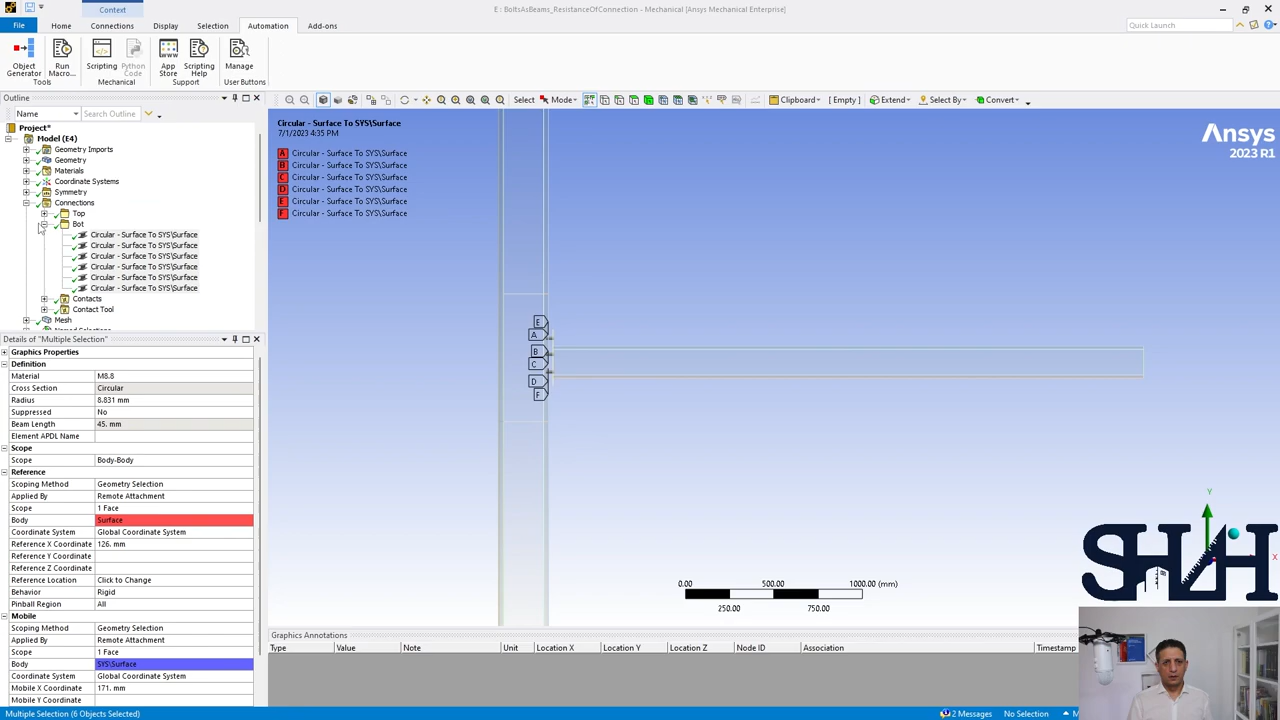 Context
E : BoltsAsBeams_ResistanceOfConnection - Mechanical [Ansys Mechanical Enterprise]
File
Home
Connections
Display
Selection
Automation
Add-ons
Quick Launch
Object Generator
Run Macro...
Scripting
Python Code
App Store
Scripting Help
Manage
Tools
Mechanical
Support
User Buttons
Outline
Name
Search Outline
Select
Mode
Clipboard
[ Empty ]
Extend
Select By
Convert
Project*
Model (E4)
Geometry Imports
Geometry
Materials
Coordinate Systems
Symmetry
Connections
Top
Bot
Circular - Surface To SYS\Surface
Circular - Surface To SYS\Surface
Circular - Surface To SYS\Surface
Circular - Surface To SYS\Surface
Circular - Surface To SYS\Surface
Circular - Surface To SYS\Surface
Contacts
Contact Tool
Mesh
Circular - Surface To SYS\Surface
7/1/2023 4:35 PM
A Circular - Surface To SYS\Surface
B Circular - Surface To SYS\Surface
C Circular - Surface To SYS\Surface
D Circular - Surface To SYS\Surface
E Circular - Surface To SYS\Surface
F Circular - Surface To SYS\Surface
Ansys
2023 R1
E
A
B
C
D
F
Y
X
0.00 500.00 1000.00 (mm)
250.00 750.00
Details of "Multiple Selection"
Graphics Properties
Definition
Material M8.8
Cross Section Circular
Radius 8.831 mm
Suppressed No
Beam Length 45. mm
Element APDL Name
Scope
Scope Body-Body
Reference
Scoping Method Geometry Selection
Applied By Remote Attachment
Scope 1 Face
Body Surface
Coordinate System Global Coordinate System
Reference X Coordinate 126. mm
Reference Y Coordinate
Reference Z Coordinate
Reference Location Click to Change
Behavior Rigid
Pinball Region All
Mobile
Scoping Method Geometry Selection
Applied By Remote Attachment
Scope 1 Face
Body SYS\Surface
Coordinate System Global Coordinate System
Mobile X Coordinate 171. mm
Mobile Y Coordinate
Graphics Annotations
Type Value Note Unit Location X Location Y Location Z Node ID Association Timestamp
Multiple Selection (6 Objects Selected)
2 Messages
No Selection